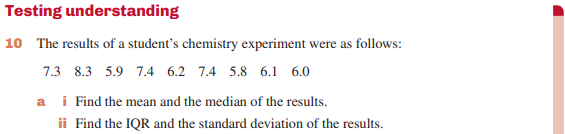 Testing understanding
10 The results of a student's chemistry experiment were as follows:
7.3 8.3 5.9 7.4 6.2 7.4 5.8 6.1 6.0
a i Find the mean and the median of the results.
ii Find the IQR and the standard deviation of the results.